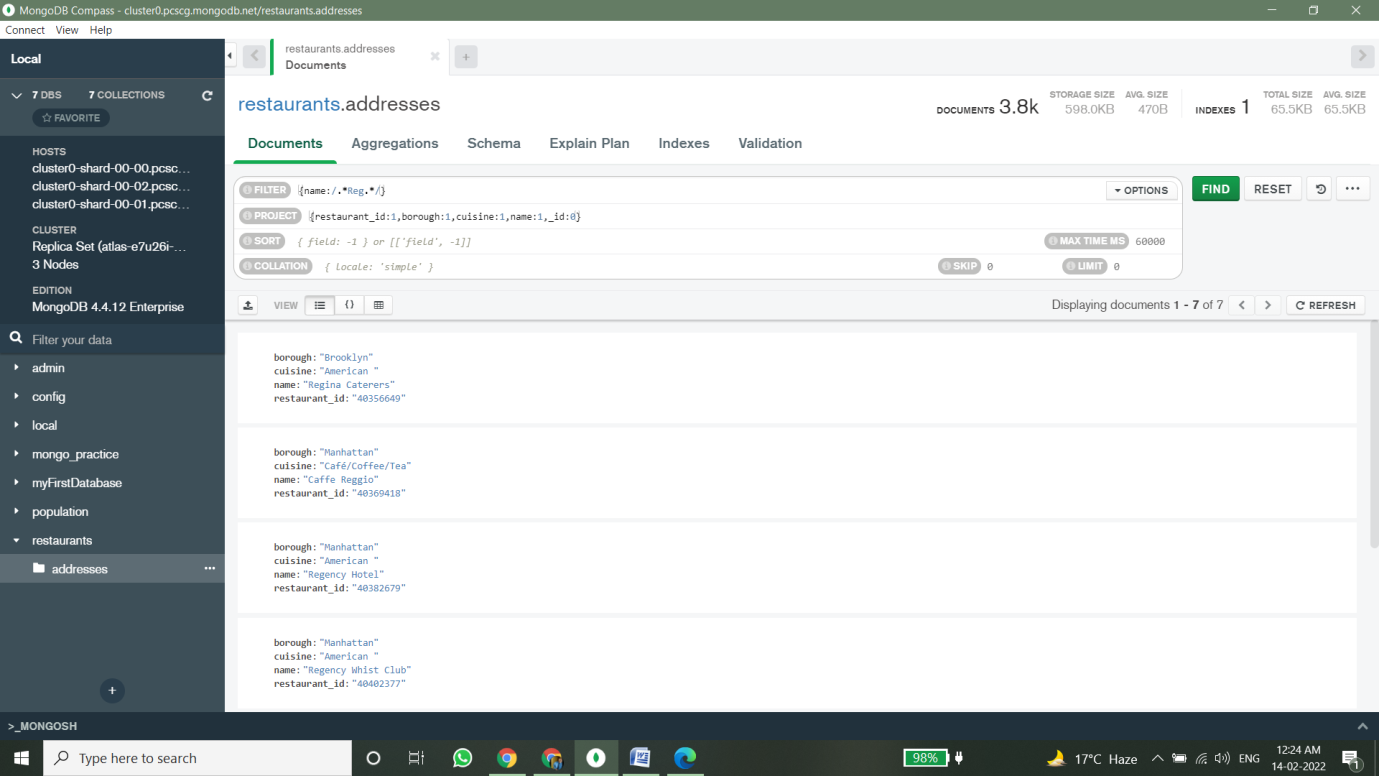 MongoDB Compass - cluster0.pcscg.mongodb.net/restaurants.addresses
Connect View Help
Local
7 DBS 7 COLLECTIONS
☆ FAVORITE
HOSTS
cluster0-shard-00-00.pcsc...
cluster0-shard-00-02.pcsc...
cluster0-shard-00-01.pcsc...
CLUSTER
Replica Set (atlas-e7u26i-...
3 Nodes
EDITION
MongoDB 4.4.12 Enterprise
Filter your data
admin
config
local
mongo_practice
myFirstDatabase
population
restaurants
addresses
restaurants.addresses
Documents
restaurants.addresses
DOCUMENTS 3.8k
STORAGE SIZE AVG. SIZE
598.0KB 470B
INDEXES 1
TOTAL SIZE AVG. SIZE
65.5KB 65.5KB
Documents Aggregations Schema Explain Plan Indexes Validation
FILTER {name:/.*Reg.*/} OPTIONS FIND RESET
PROJECT {restaurant_id:1,borough:1,cuisine:1,name:1,_id:0}
SORT { field: -1 } or [['field', -1]] MAX TIME MS 60000
COLLATION { locale: 'simple' } SKIP 0 LIMIT 0
VIEW {} Displaying documents 1 - 7 of 7 REFRESH
borough: "Brooklyn"
cuisine: "American "
name: "Regina Caterers"
restaurant_id: "40356649"
borough: "Manhattan"
cuisine: "Café/Coffee/Tea"
name: "Caffe Reggio"
restaurant_id: "40369418"
borough: "Manhattan"
cuisine: "American "
name: "Regency Hotel"
restaurant_id: "40382679"
borough: "Manhattan"
cuisine: "American "
name: "Regency Whist Club"
restaurant_id: "40402377"
>_MONGOSH
Type here to search
98%
17°C Haze
ENG
12:24 AM
14-02-2022
1